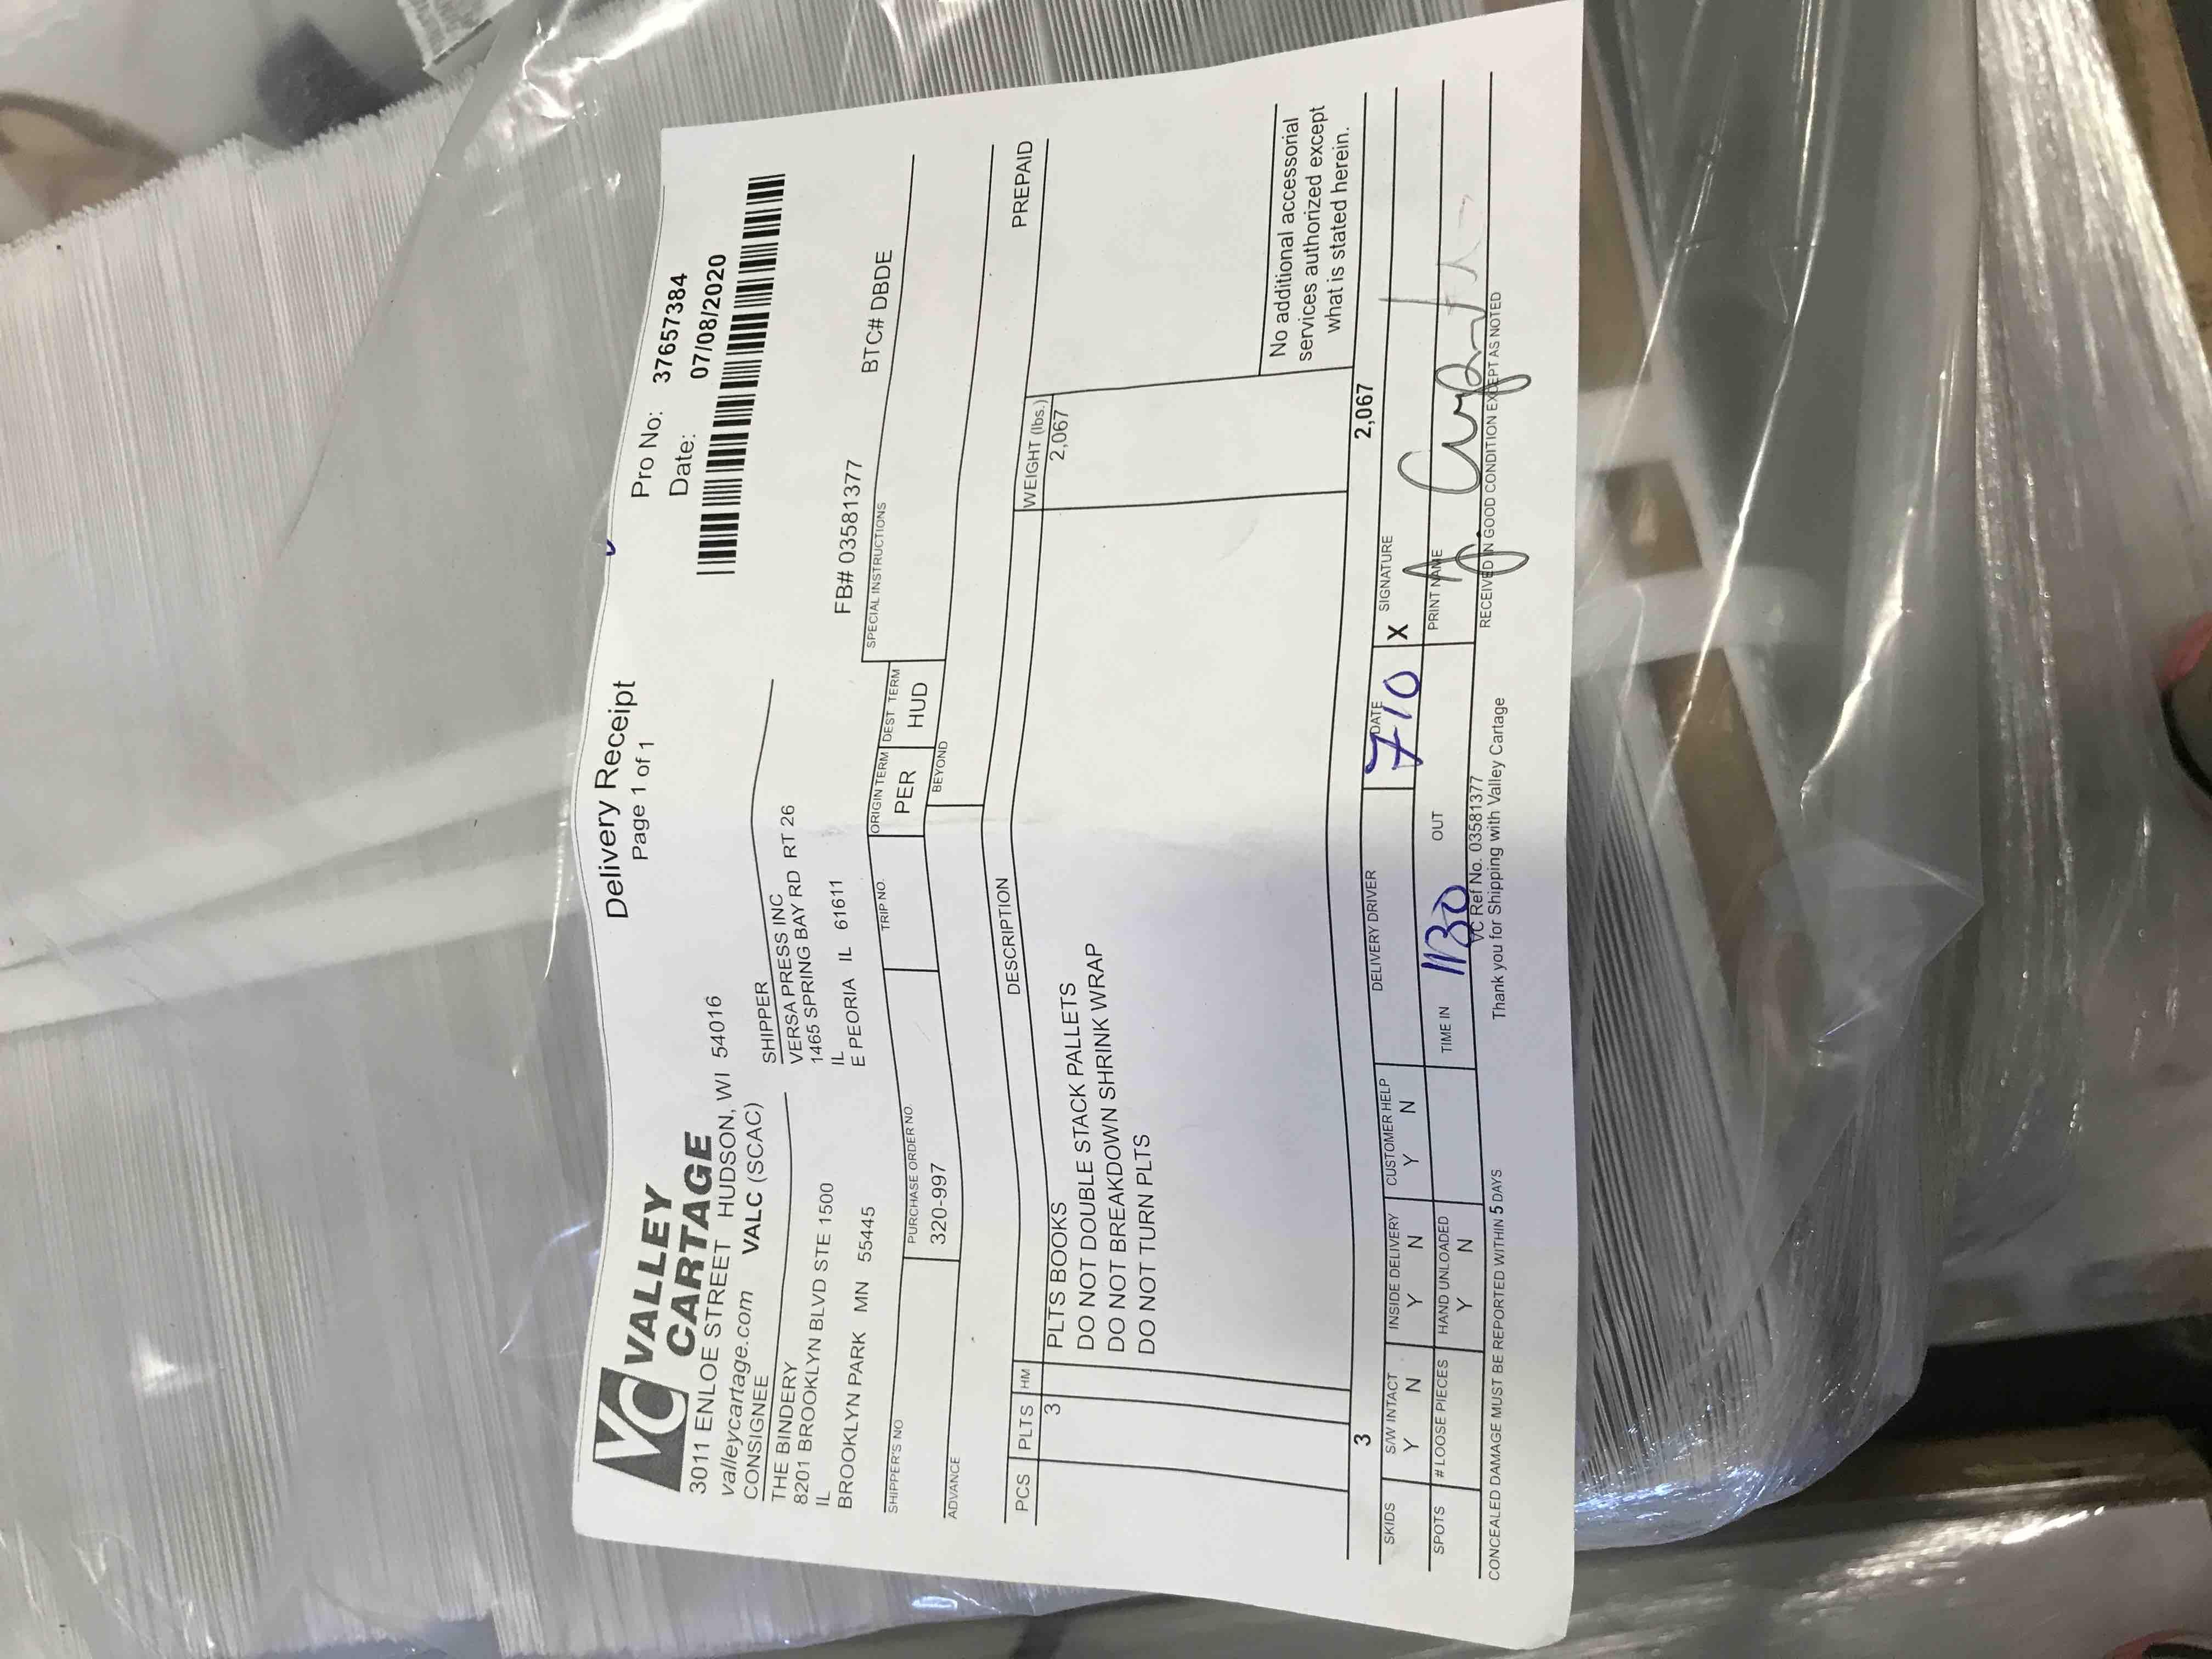 VC VALLEY CARTAGE
3011 ENLOE STREET HUDSON, WI 54016
valleycartage.com VALC (SCAC)
Delivery Receipt
Page 1 of 1
Pro No: 37657384
Date: 07/08/2020
CONSIGNEE
THE BINDERY
8201 BROOKLYN BLVD STE 1500
IL
BROOKLYN PARK MN 55445
SHIPPER
VERSA PRESS INC
1465 SPRING BAY RD RT 26
IL
E PEORIA IL 61611
FB# 03581377
SHIPPER'S NO
PURCHASE ORDER NO.
320-997
TRIP NO.
ORIGIN TERM
PER
DEST. TERM
HUD
SPECIAL INSTRUCTIONS
BTC# DBDE
ADVANCE
BEYOND
PREPAID
PCS PLTS HM DESCRIPTION WEIGHT (lbs.)
3 PLTS BOOKS 2,067
DO NOT DOUBLE STACK PALLETS
DO NOT BREAKDOWN SHRINK WRAP
DO NOT TURN PLTS
No additional accessorial
services authorized except
what is stated herein.
3 2,067
SKIDS
S/W INTACT
Y N
INSIDE DELIVERY
Y N
CUSTOMER HELP
Y N
DELIVERY DRIVER
DATE
7-10
SIGNATURE
X
SPOTS
# LOOSE PIECES
HAND UNLOADED
Y N
TIME IN 1130 OUT
PRINT NAME
CONCEALED DAMAGE MUST BE REPORTED WITHIN 5 DAYS
VC Ref No. 03581377
Thank you for Shipping with Valley Cartage
RECEIVED IN GOOD CONDITION EXCEPT AS NOTED